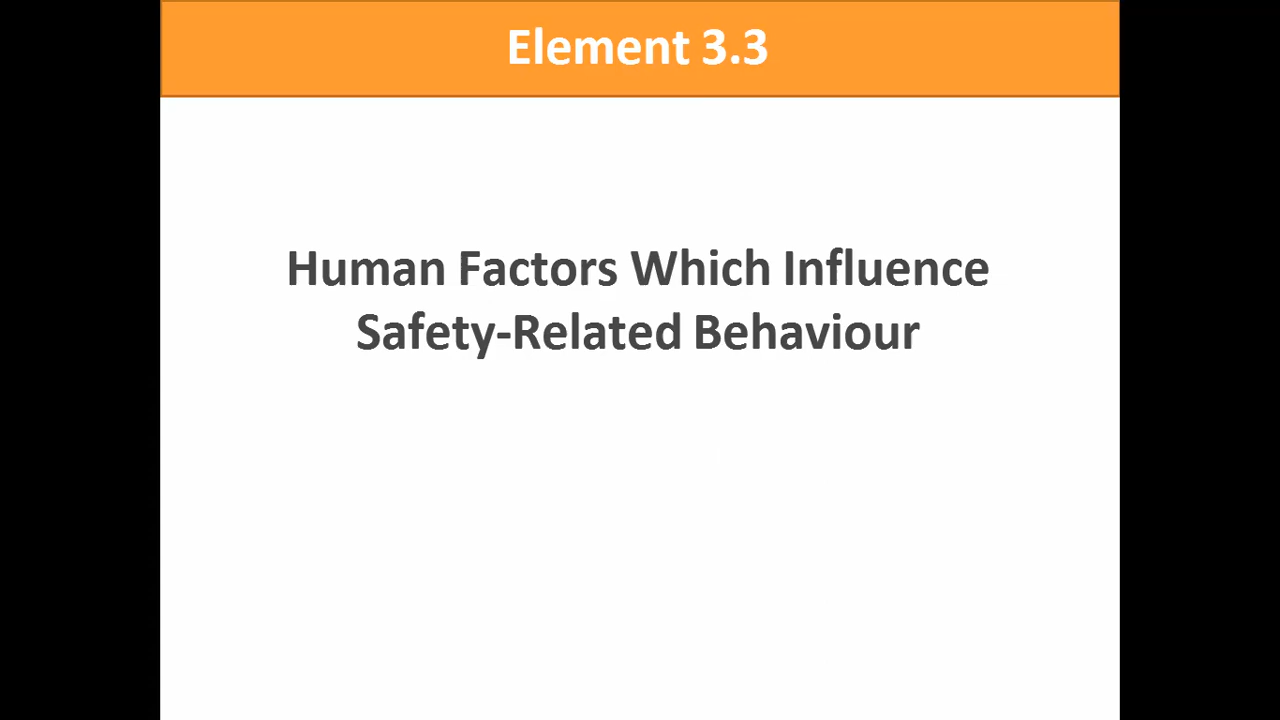 Element 3.3
Human Factors Which Influence
Safety-Related Behaviour